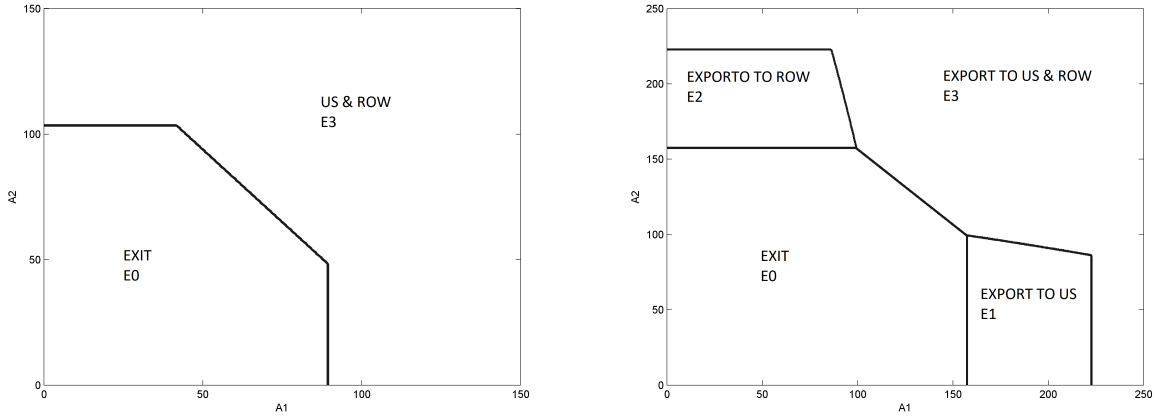 150
100
50
0
A2
US & ROW
E3
EXIT
E0
0
50
100
150
A1
250
200
150
100
50
0
A2
EXPORTO TO ROW
E2
EXPORT TO US & ROW
E3
EXIT
E0
EXPORT TO US
E1
0
50
100
150
200
250
A1